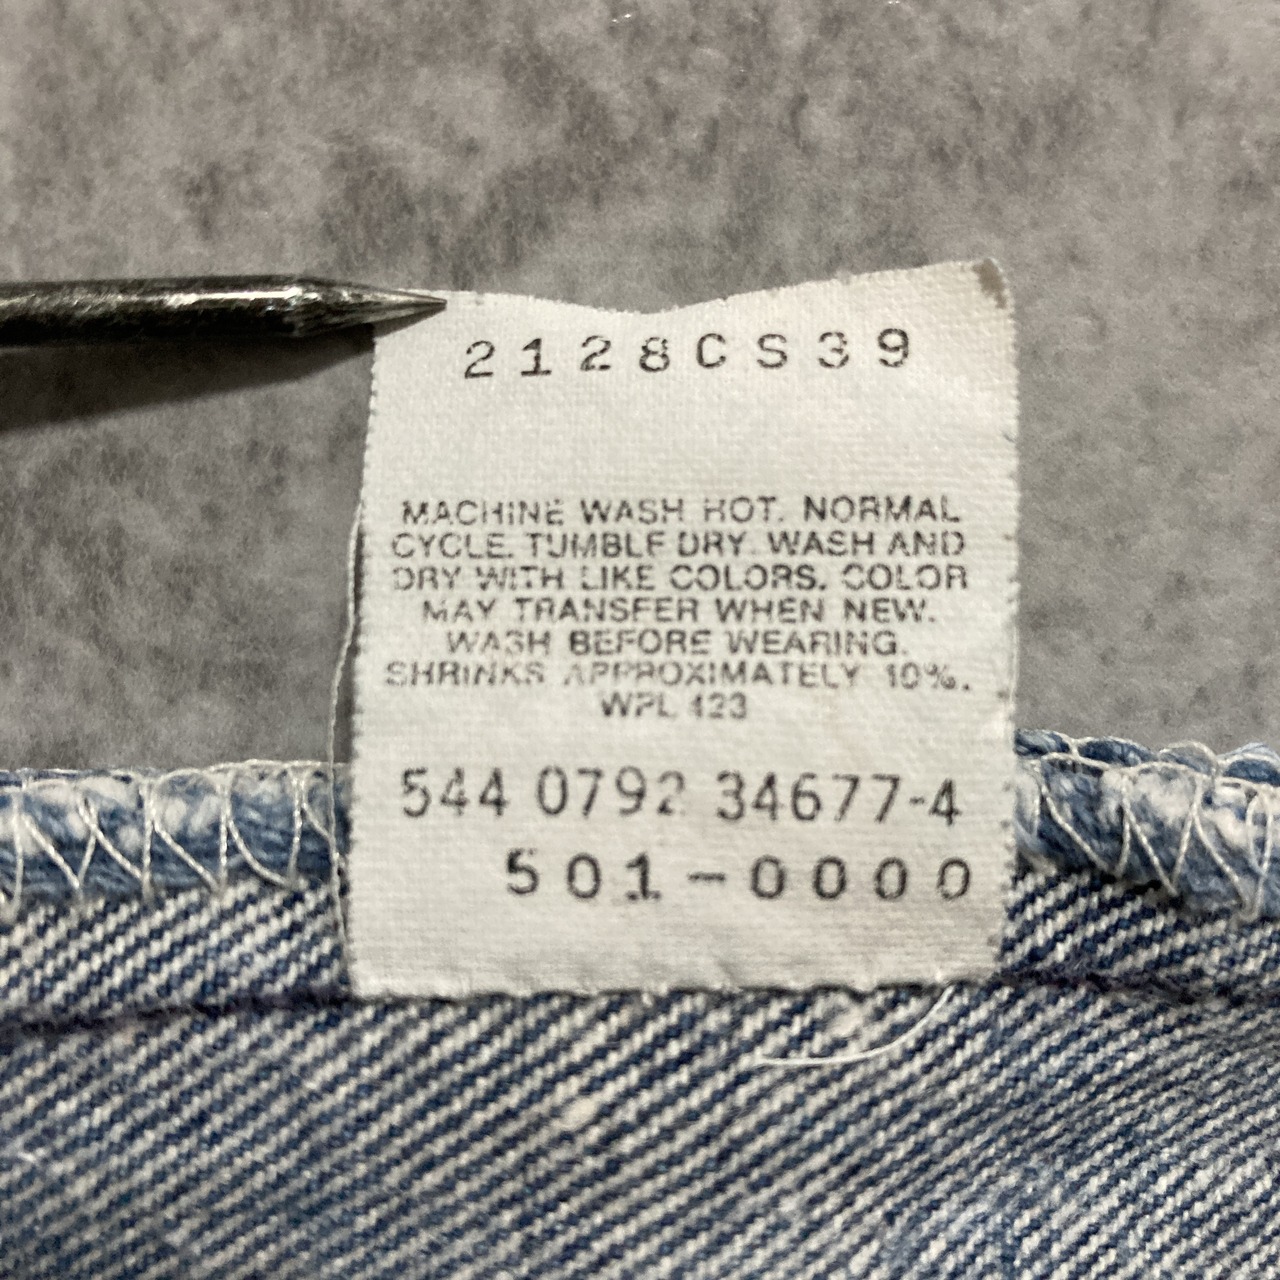 2128CS39
MACHINE WASH HOT. NORMAL
CYCLE. TUMBLE DRY. WASH AND
DRY WITH LIKE COLORS. COLOR
MAY TRANSFER WHEN NEW.
WASH BEFORE WEARING.
SHRINKS APPROXIMATELY 10%.
WPL 423
544 0792 34677-4
501-0000